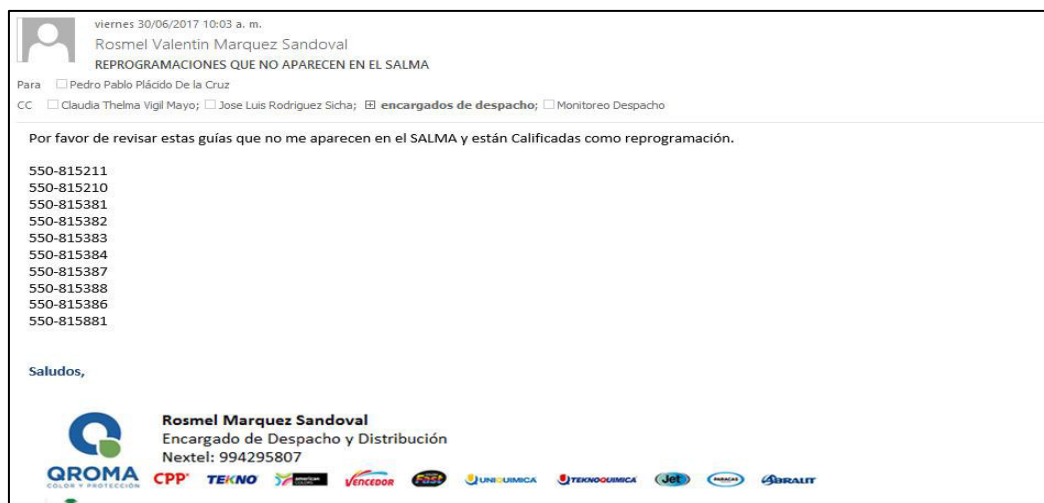 viernes 30/06/2017 10:03 a. m.
Rosmel Valentin Marquez Sandoval
REPROGRAMACIONES QUE NO APARECEN EN EL SALMA
Para Pedro Pablo Plácido De la Cruz
CC Claudia Thelma Vigil Mayo; Jose Luis Rodriguez Sicha; encargados de despacho; Monitoreo Despacho
Por favor de revisar estas guías que no me aparecen en el SALMA y están Calificadas como reprogramación.
550-815211
550-815210
550-815381
550-815382
550-815383
550-815384
550-815387
550-815388
550-815386
550-815881
Saludos,
Rosmel Marquez Sandoval
Encargado de Despacho y Distribución
Nextel: 994295807
QROMA
COLOR Y PROTECCIÓN
CPP TEKNO american VENCEDOR Fast UNIQUIMICA TEKNOQUIMICA Jet PARACAS ABRALIT